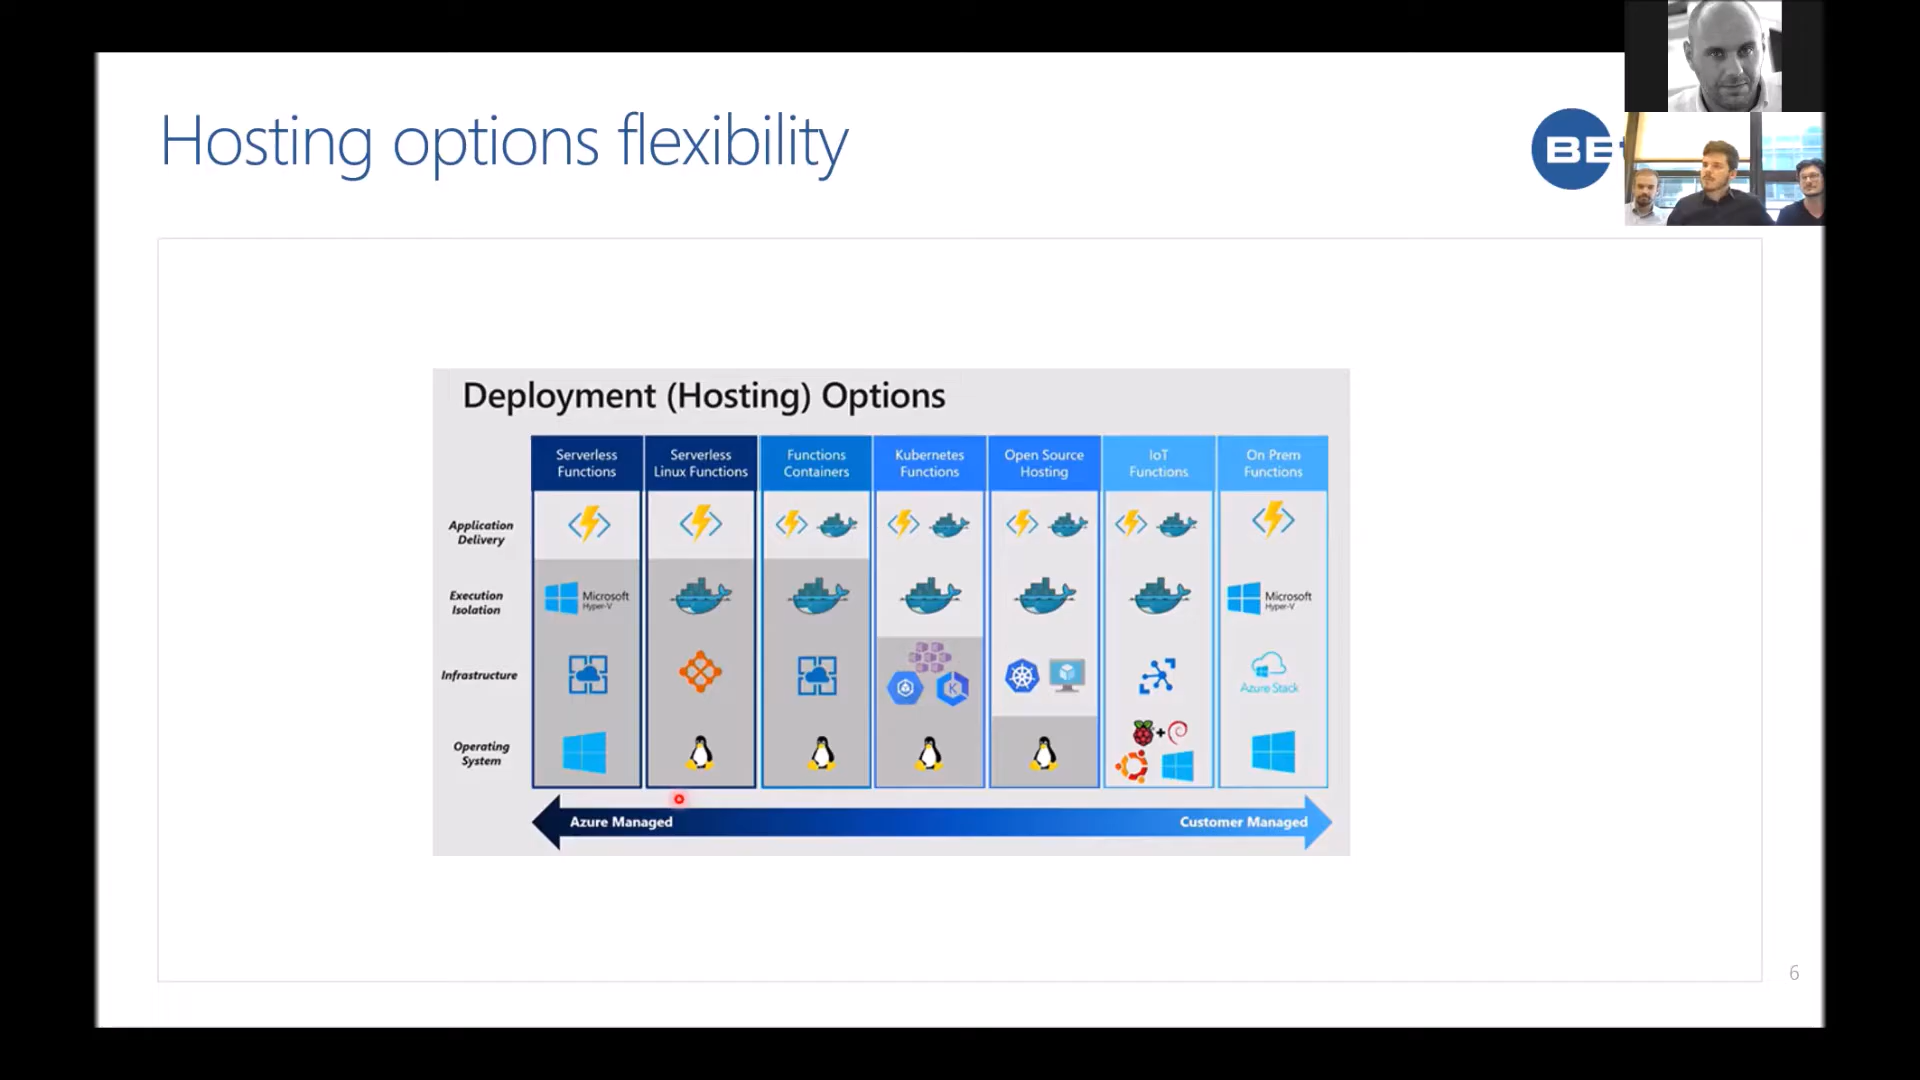 Hosting options flexibility
BE
Deployment (Hosting) Options
Serverless
Functions
Serverless
Linux Functions
Functions
Containers
Kubernetes
Functions
Open Source
Hosting
IoT
Functions
On Prem
Functions
Application
Delivery
Execution
Isolation
Microsoft
Hyper-V
Microsoft
Hyper-V
Infrastructure
K
Azure Stack
Operating
System
+
Azure Managed
Customer Managed
6